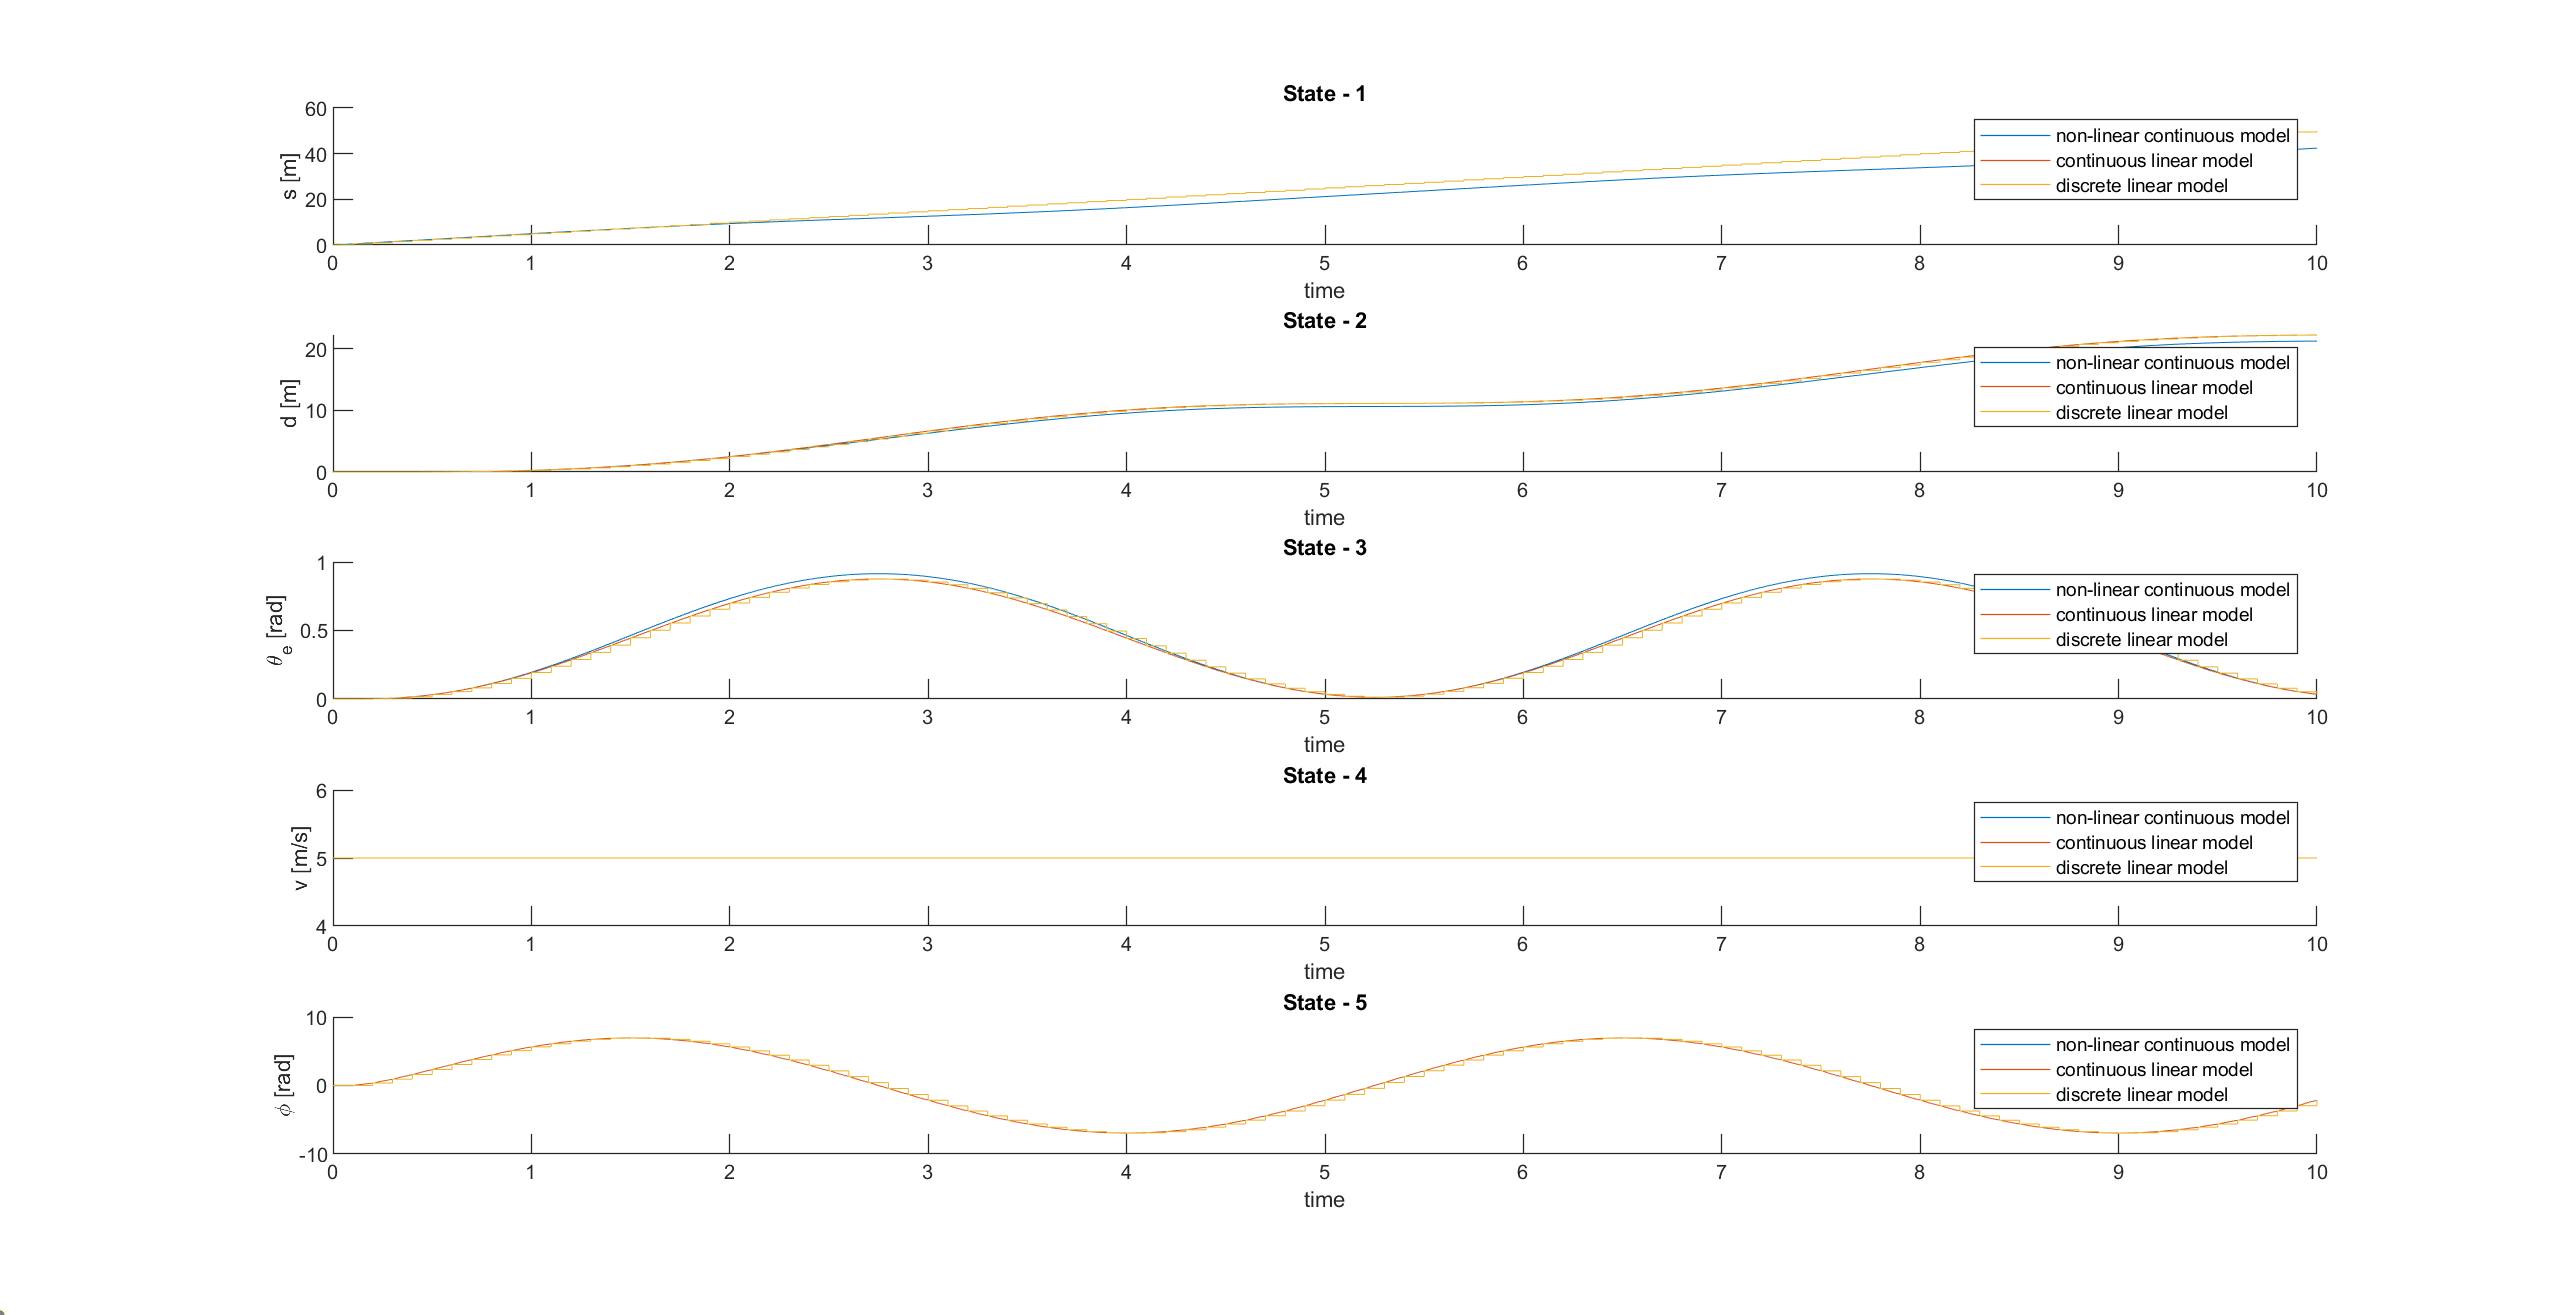 State - 1
s [m]
60
40
20
0
0 1 2 3 4 5 6 7 8 9 10
time
non-linear continuous model
continuous linear model
discrete linear model
State - 2
d [m]
20
10
0
0 1 2 3 4 5 6 7 8 9 10
time
non-linear continuous model
continuous linear model
discrete linear model
State - 3
θe [rad]
1
0.5
0
0 1 2 3 4 5 6 7 8 9 10
time
non-linear continuous model
continuous linear model
discrete linear model
State - 4
v [m/s]
6
5
4
0 1 2 3 4 5 6 7 8 9 10
time
non-linear continuous model
continuous linear model
discrete linear model
State - 5
ϕ [rad]
10
0
-10
0 1 2 3 4 5 6 7 8 9 10
time
non-linear continuous model
continuous linear model
discrete linear model